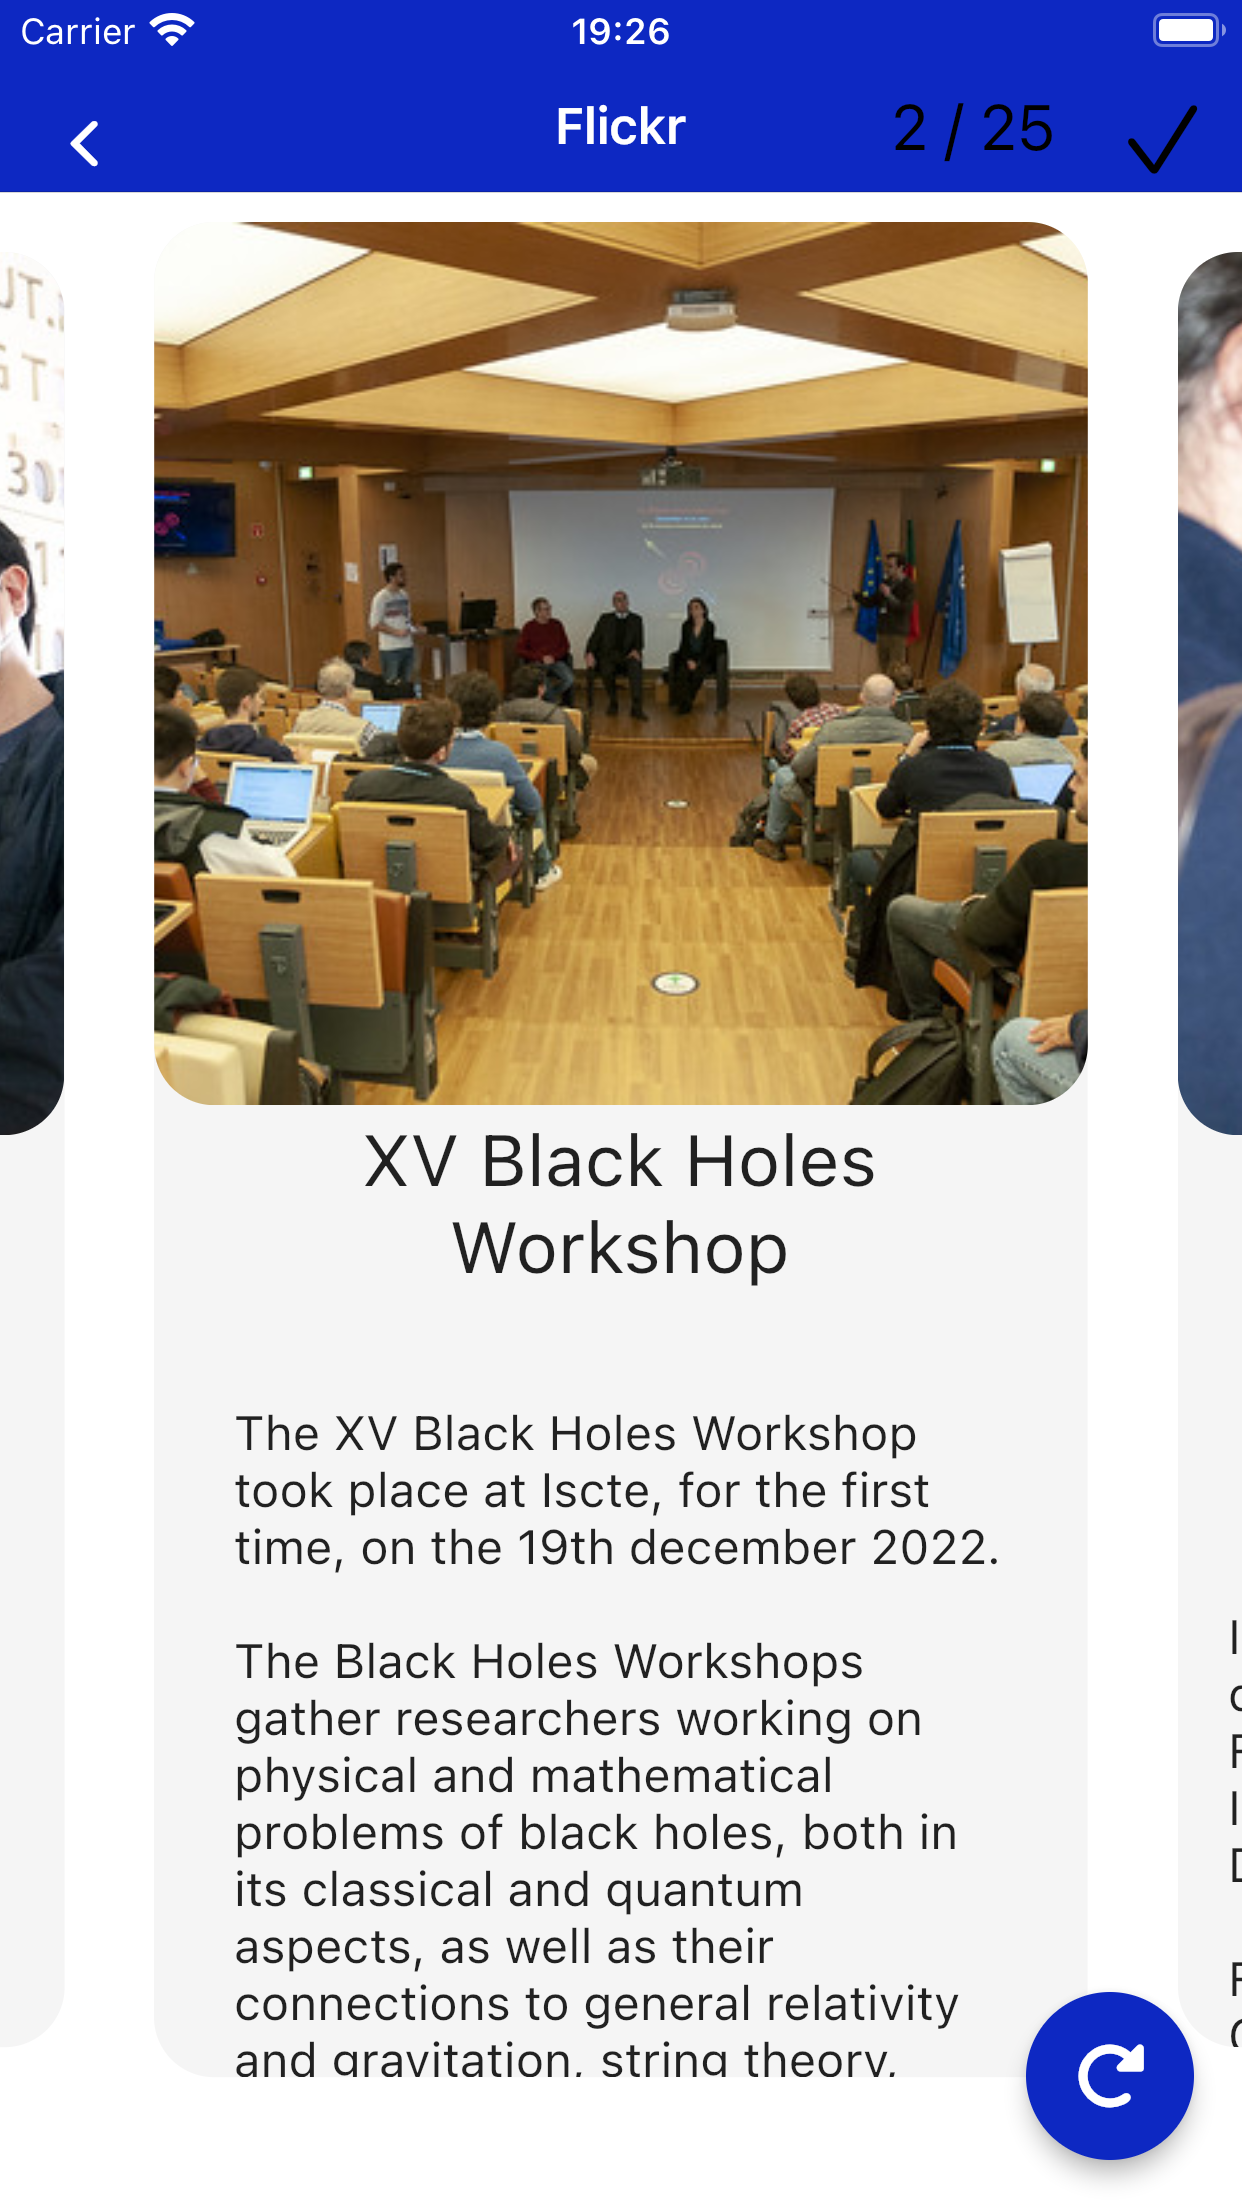 Carrier
19:26
Flickr
2 / 25
XV Black Holes
Workshop
The XV Black Holes Workshop
took place at Iscte, for the first
time, on the 19th december 2022.
The Black Holes Workshops
gather researchers working on
physical and mathematical
problems of black holes, both in
its classical and quantum
aspects, as well as their
connections to general relativity
and gravitation, string theory,